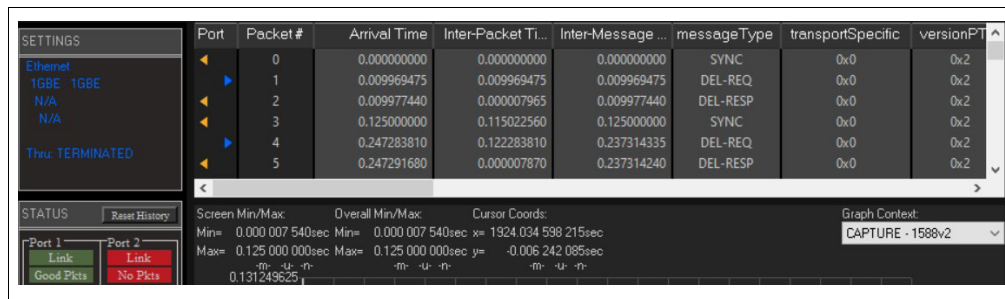 SETTINGS
Ethernet
1GBE 1GBE
N/A
N/A
Thru: TERMINATED
Port Packet # Arrival Time Inter-Packet Ti... Inter-Message ... messageType transportSpecific versionPT
0 0.000000000 0.000000000 0.000000000 SYNC 0x0 0x2
1 0.009969475 0.009969475 0.009969475 DEL-REQ 0x0 0x2
2 0.009977440 0.000007965 0.009977440 DEL-RESP 0x0 0x2
3 0.125000000 0.115022560 0.125000000 SYNC 0x0 0x2
4 0.247283810 0.122283810 0.237314335 DEL-REQ 0x0 0x2
5 0.247291680 0.000007870 0.237314240 DEL-RESP 0x0 0x2
STATUS Reset History
Port 1 Port 2
Link Link
Good Pkts No Pkts
Screen Min/Max: Overall Min/Max: Cursor Coords: Graph Context:
Min= 0.000 007 540sec Min= 0.000 007 540sec x= 1924.034 598 215sec CAPTURE - 1588v2
Max= 0.125 000 000sec Max= 0.125 000 000sec y= -0.006 242 085sec
-m- -u- -n- -m- -u- -n- -m- -u- -n-
0.131249625